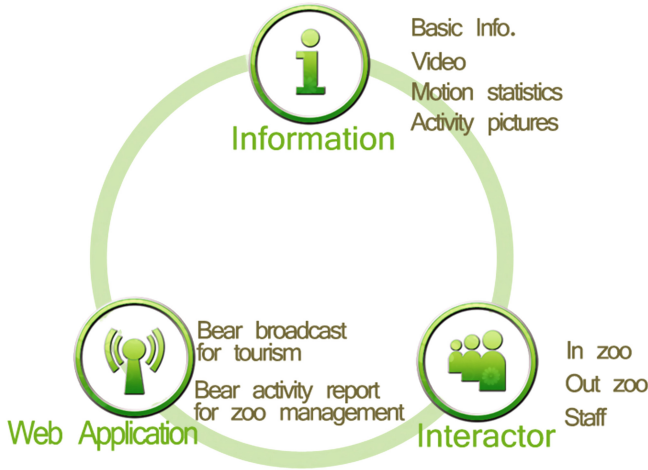 Basic Info.
Video
Motion statistics
Activity pictures
Information
Bear broadcast
for tourism
Bear activity report
for zoo management
Web Application
In zoo
Out zoo
Staff
Interactor